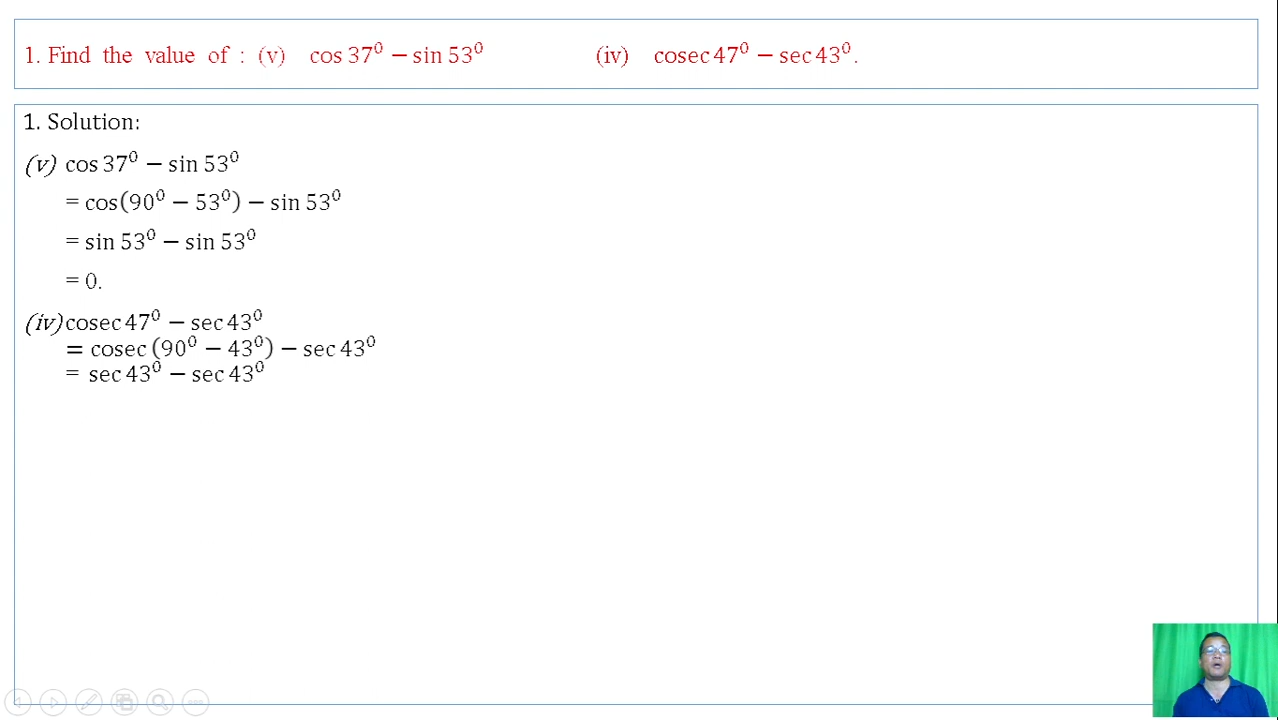 1. Find the value of : (v) cos 37⁰ − sin 53⁰ (iv) cosec 47⁰ − sec 43⁰.
1. Solution:
(v) cos 37⁰ − sin 53⁰
= cos(90⁰ − 53⁰) − sin 53⁰
= sin 53⁰ − sin 53⁰
= 0.
(iv) cosec 47⁰ − sec 43⁰
= cosec (90⁰ − 43⁰) − sec 43⁰
= sec 43⁰ − sec 43⁰